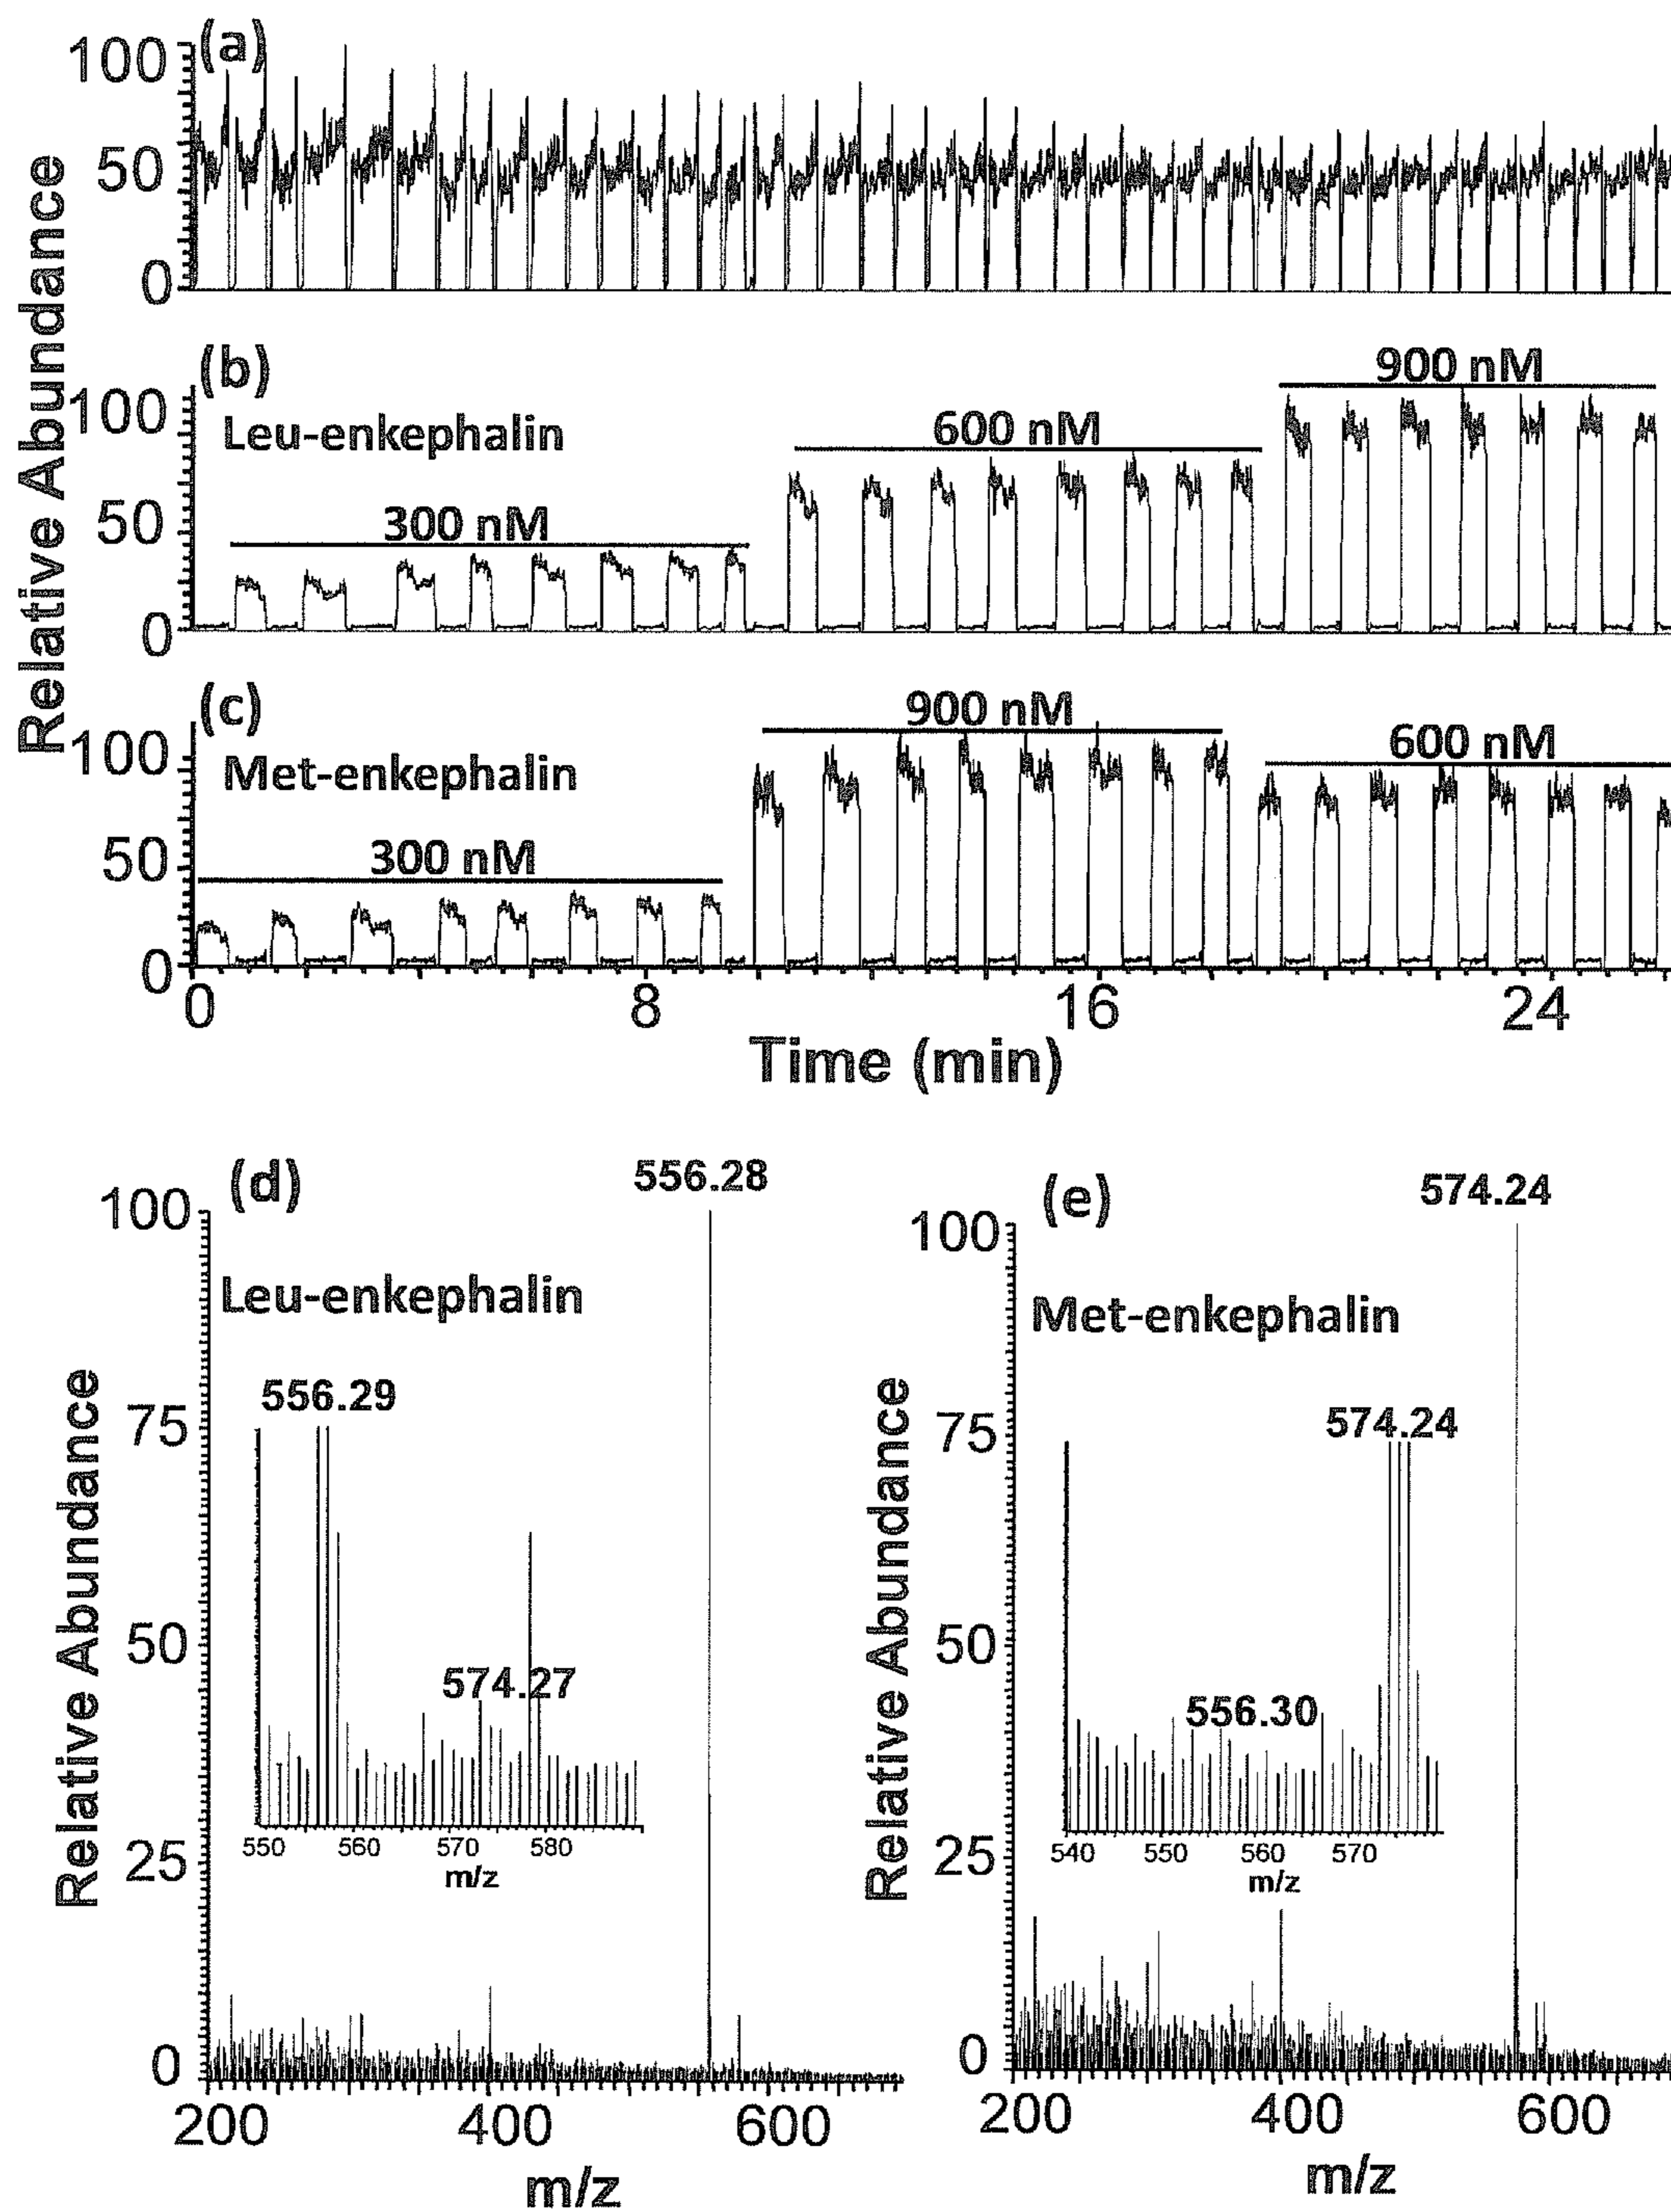 (a)
100
50
0
Relative Abundance
(b)
100
50
0
Leu-enkephalin
300 nM
600 nM
900 nM
(c)
100
50
0
Met-enkephalin
300 nM
900 nM
600 nM
0 8 16 24
Time (min)
(d)
556.28
100
75
50
25
0
Relative Abundance
Leu-enkephalin
556.29
574.27
550 560 570 580
m/z
200 400 600
m/z
(e)
574.24
100
75
50
25
0
Relative Abundance
Met-enkephalin
574.24
556.30
540 550 560 570
m/z
200 400 600
m/z